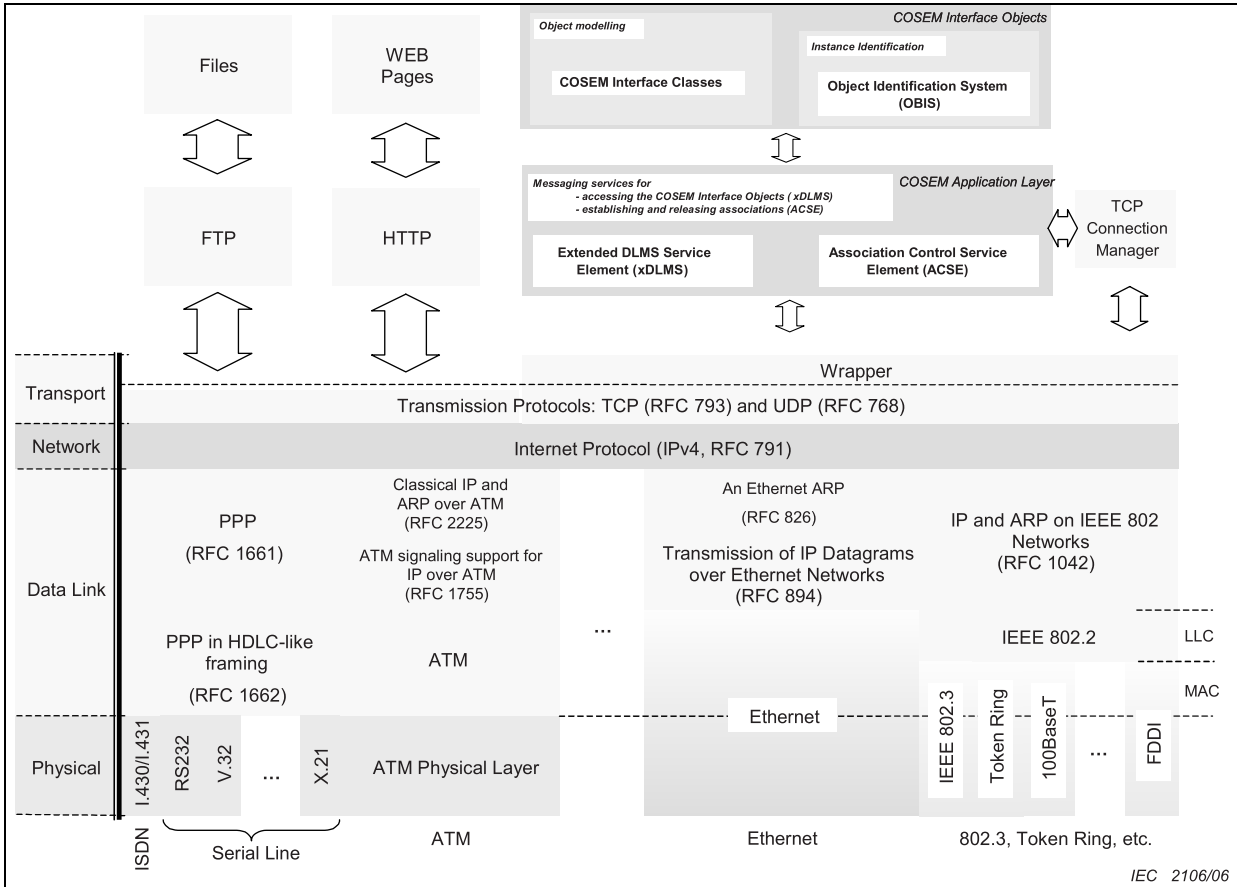 Files
WEB
Pages
COSEM Interface Objects
Object modelling
COSEM Interface Classes
Instance Identification
Object Identification System
(OBIS)
FTP
HTTP
COSEM Application Layer
Messaging services for
- accessing the COSEM Interface Objects ( xDLMS)
- establishing and releasing associations (ACSE)
Extended DLMS Service
Element (xDLMS)
Association Control Service
Element (ACSE)
TCP
Connection
Manager
Transport
Wrapper
Transmission Protocols: TCP (RFC 793) and UDP (RFC 768)
Network
Internet Protocol (IPv4, RFC 791)
Data Link
PPP
(RFC 1661)
PPP in HDLC-like
framing
(RFC 1662)
Classical IP and
ARP over ATM
(RFC 2225)
ATM signaling support for
IP over ATM
(RFC 1755)
ATM
...
An Ethernet ARP
(RFC 826)
Transmission of IP Datagrams
over Ethernet Networks
(RFC 894)
IP and ARP on IEEE 802
Networks
(RFC 1042)
IEEE 802.2
LLC
MAC
Ethernet
Physical
I.430/I.431
RS232
V.32
...
X.21
ATM Physical Layer
IEEE 802.3
Token Ring
100BaseT
...
FDDI
ISDN
Serial Line
ATM
Ethernet
802.3, Token Ring, etc.
IEC 2106/06